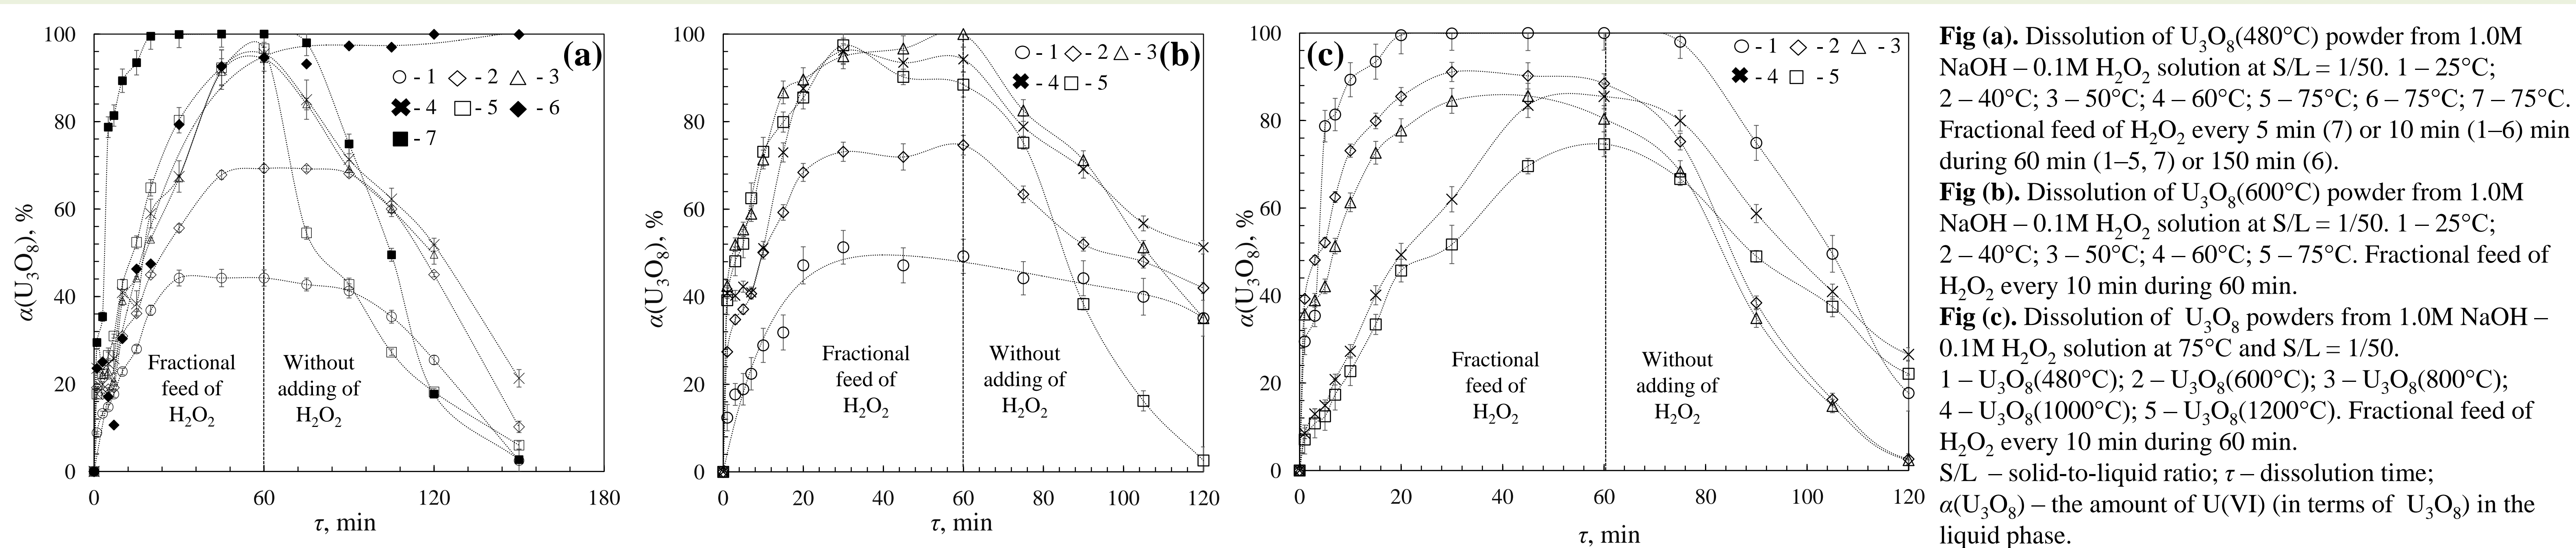 100
80
60
40
20
0
α(U₃O₈), %
(a)
○ - 1 ◇ - 2 △ - 3
✖ - 4 □ - 5 ◆ - 6
■ - 7
Fractional
feed of
H₂O₂
Without
adding of
H₂O₂
0 60 120 180
τ, min
100
80
60
40
20
0
α(U₃O₈), %
(b)
○ - 1 ◇ - 2 △ - 3
✖ - 4 □ - 5
Fractional
feed of
H₂O₂
Without
adding of
H₂O₂
0 20 40 60 80 100 120
τ, min
100
80
60
40
20
0
α(U₃O₈), %
(c)
○ - 1 ◇ - 2 △ - 3
✖ - 4 □ - 5
Fractional
feed of
H₂O₂
Without
adding of
H₂O₂
0 20 40 60 80 100 120
τ, min
Fig (a). Dissolution of U₃O₈(480°C) powder from 1.0M
NaOH – 0.1M H₂O₂ solution at S/L = 1/50. 1 – 25°C;
2 – 40°C; 3 – 50°C; 4 – 60°C; 5 – 75°C; 6 – 75°C; 7 – 75°C.
Fractional feed of H₂O₂ every 5 min (7) or 10 min (1–6) min
during 60 min (1–5, 7) or 150 min (6).
Fig (b). Dissolution of U₃O₈(600°C) powder from 1.0M
NaOH – 0.1M H₂O₂ solution at S/L = 1/50. 1 – 25°C;
2 – 40°C; 3 – 50°C; 4 – 60°C; 5 – 75°C. Fractional feed of
H₂O₂ every 10 min during 60 min.
Fig (c). Dissolution of U₃O₈ powders from 1.0M NaOH –
0.1M H₂O₂ solution at 75°C and S/L = 1/50.
1 – U₃O₈(480°C); 2 – U₃O₈(600°C); 3 – U₃O₈(800°C);
4 – U₃O₈(1000°C); 5 – U₃O₈(1200°C). Fractional feed of
H₂O₂ every 10 min during 60 min.
S/L – solid-to-liquid ratio; τ – dissolution time;
α(U₃O₈) – the amount of U(VI) (in terms of U₃O₈) in the
liquid phase.